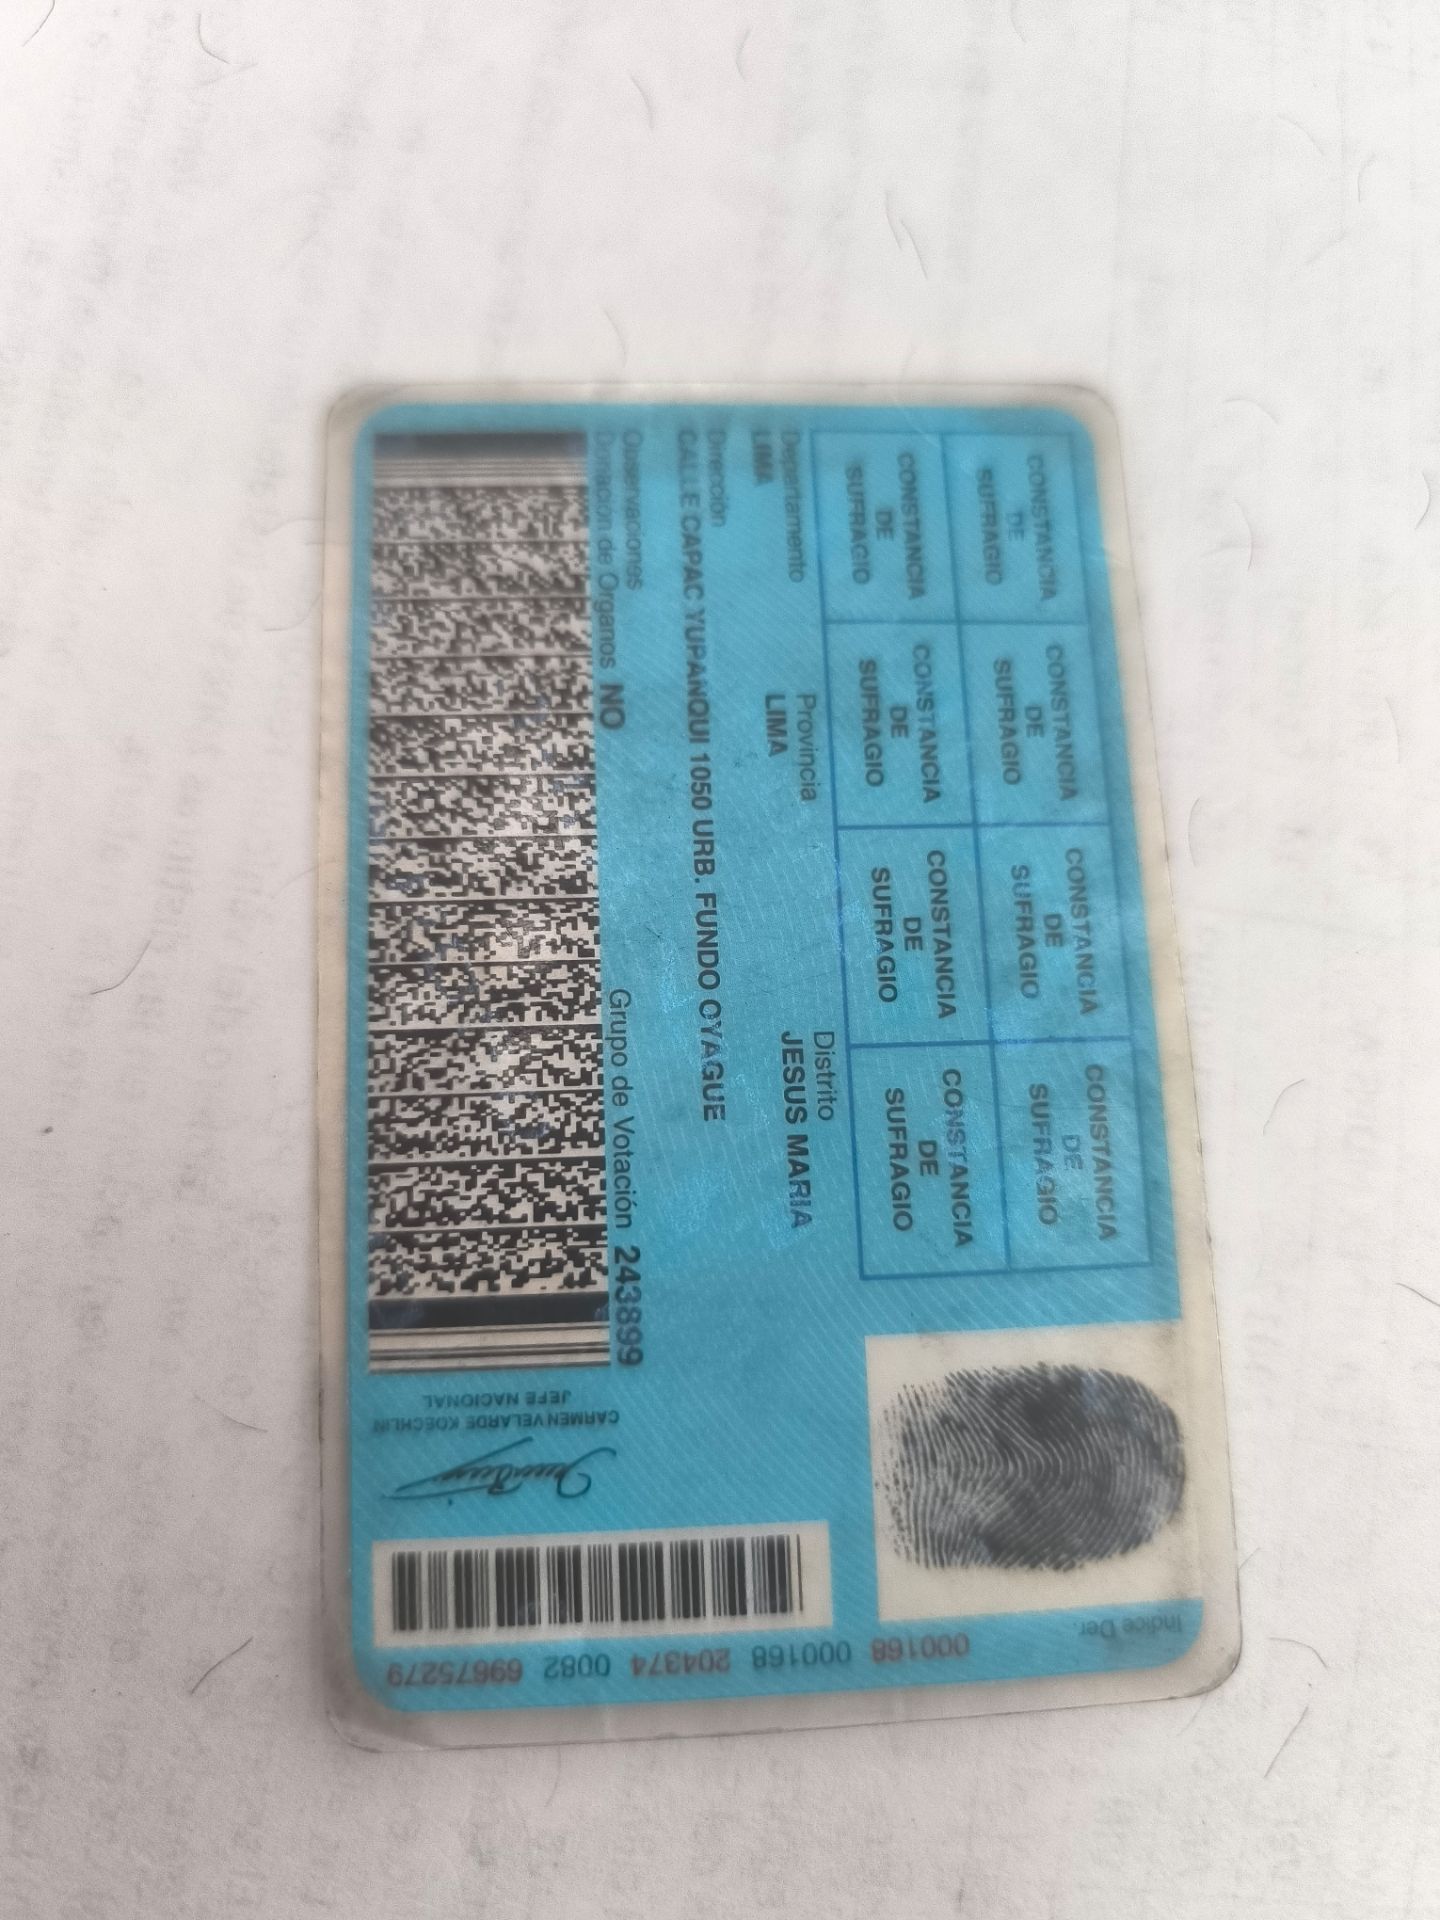 CONSTANCIA DE SUFRAGIO CONSTANCIA DE SUFRAGIO CONSTANCIA DE SUFRAGIO CONSTANCIA DE SUFRAGIO
CONSTANCIA DE SUFRAGIO CONSTANCIA DE SUFRAGIO CONSTANCIA DE SUFRAGIO CONSTANCIA DE SUFRAGIO
Departamento Provincia Distrito
LIMA LIMA JESUS MARIA
Dirección
CALLE CAPAC YUPANQUI 1050 URB. FUNDO OYAGUE
Observaciones
Donación de Organos NO Grupo de Votación 243899
CARMEN VELARDE KOECHLIN
JEFE NACIONAL
Indice Der.
000168 000168 204374 0082 69675279